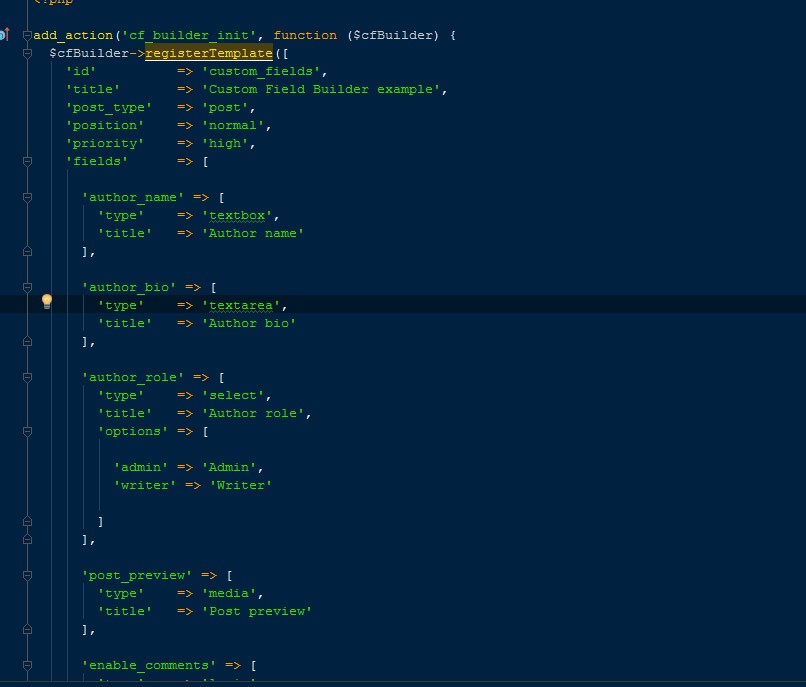 <?php
add_action('cf_builder_init', function ($cfBuilder) {
$cfBuilder->registerTemplate([
'id' => 'custom_fields',
'title' => 'Custom Field Builder example',
'post_type' => 'post',
'position' => 'normal',
'priority' => 'high',
'fields' => [
'author_name' => [
'type' => 'textbox',
'title' => 'Author name'
],
'author_bio' => [
'type' => 'textarea',
'title' => 'Author bio'
],
'author_role' => [
'type' => 'select',
'title' => 'Author role',
'options' => [
'admin' => 'Admin',
'writer' => 'Writer'
]
],
'post_preview' => [
'type' => 'media',
'title' => 'Post preview'
],
'enable_comments' => [